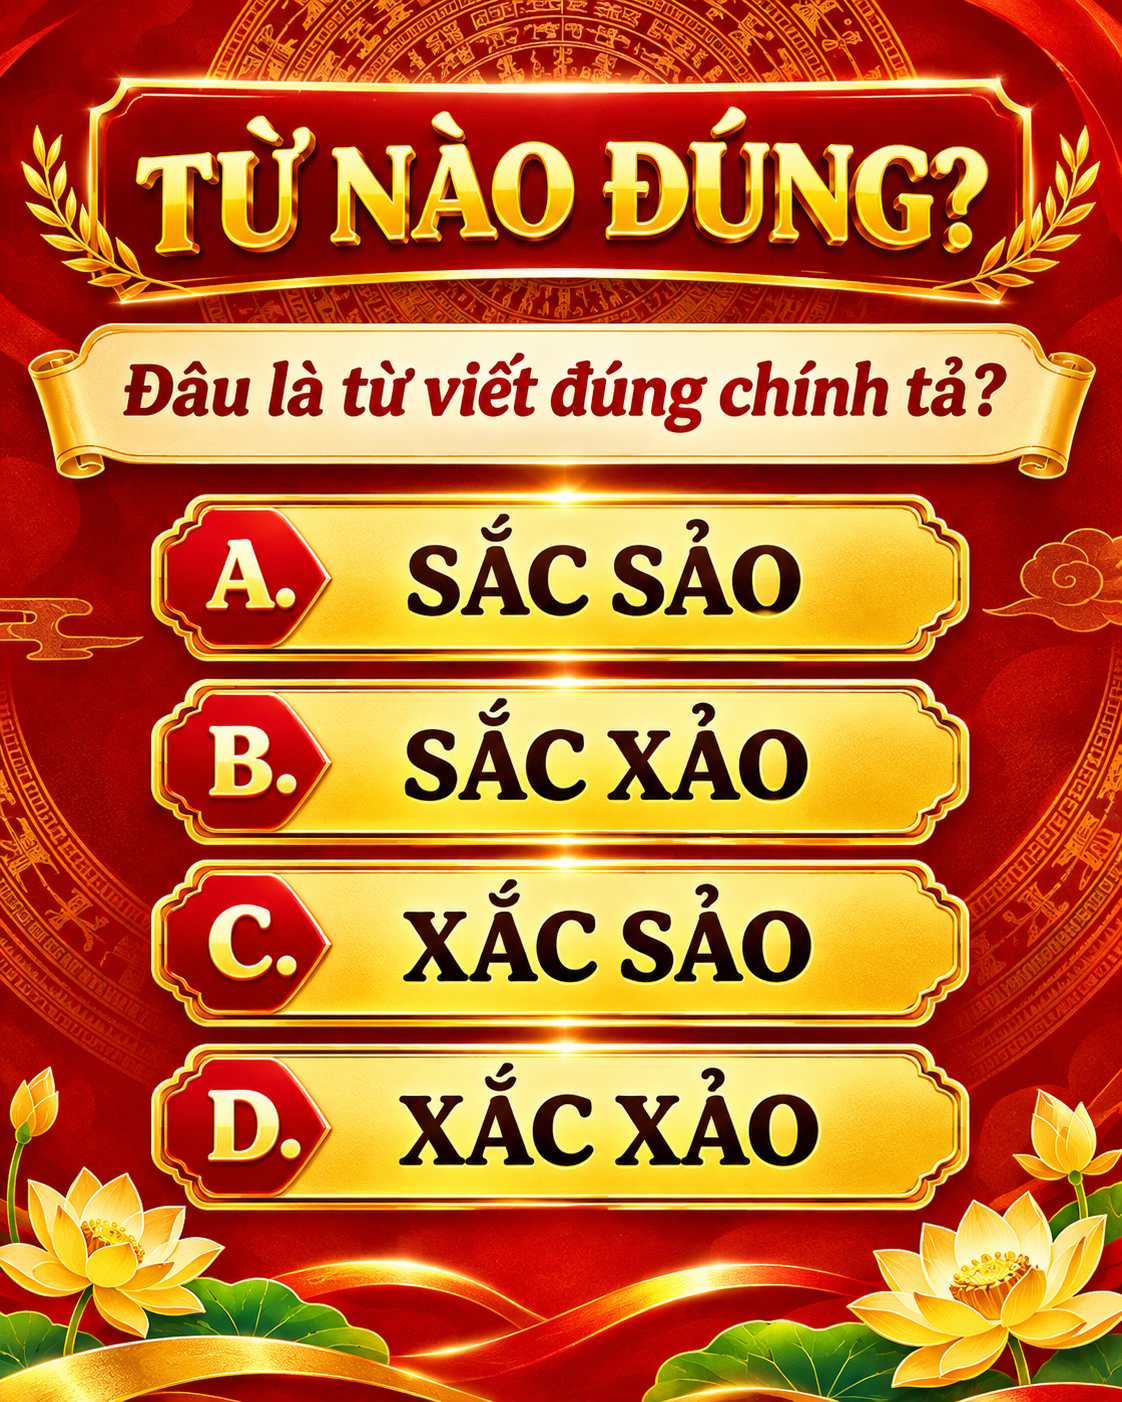 TỪ NÀO ĐÚNG?
Đâu là từ viết đúng chính tả?
A. SẮC SẢO
B. SẮC XẢO
C. XẮC SẢO
D. XẮC XẢO